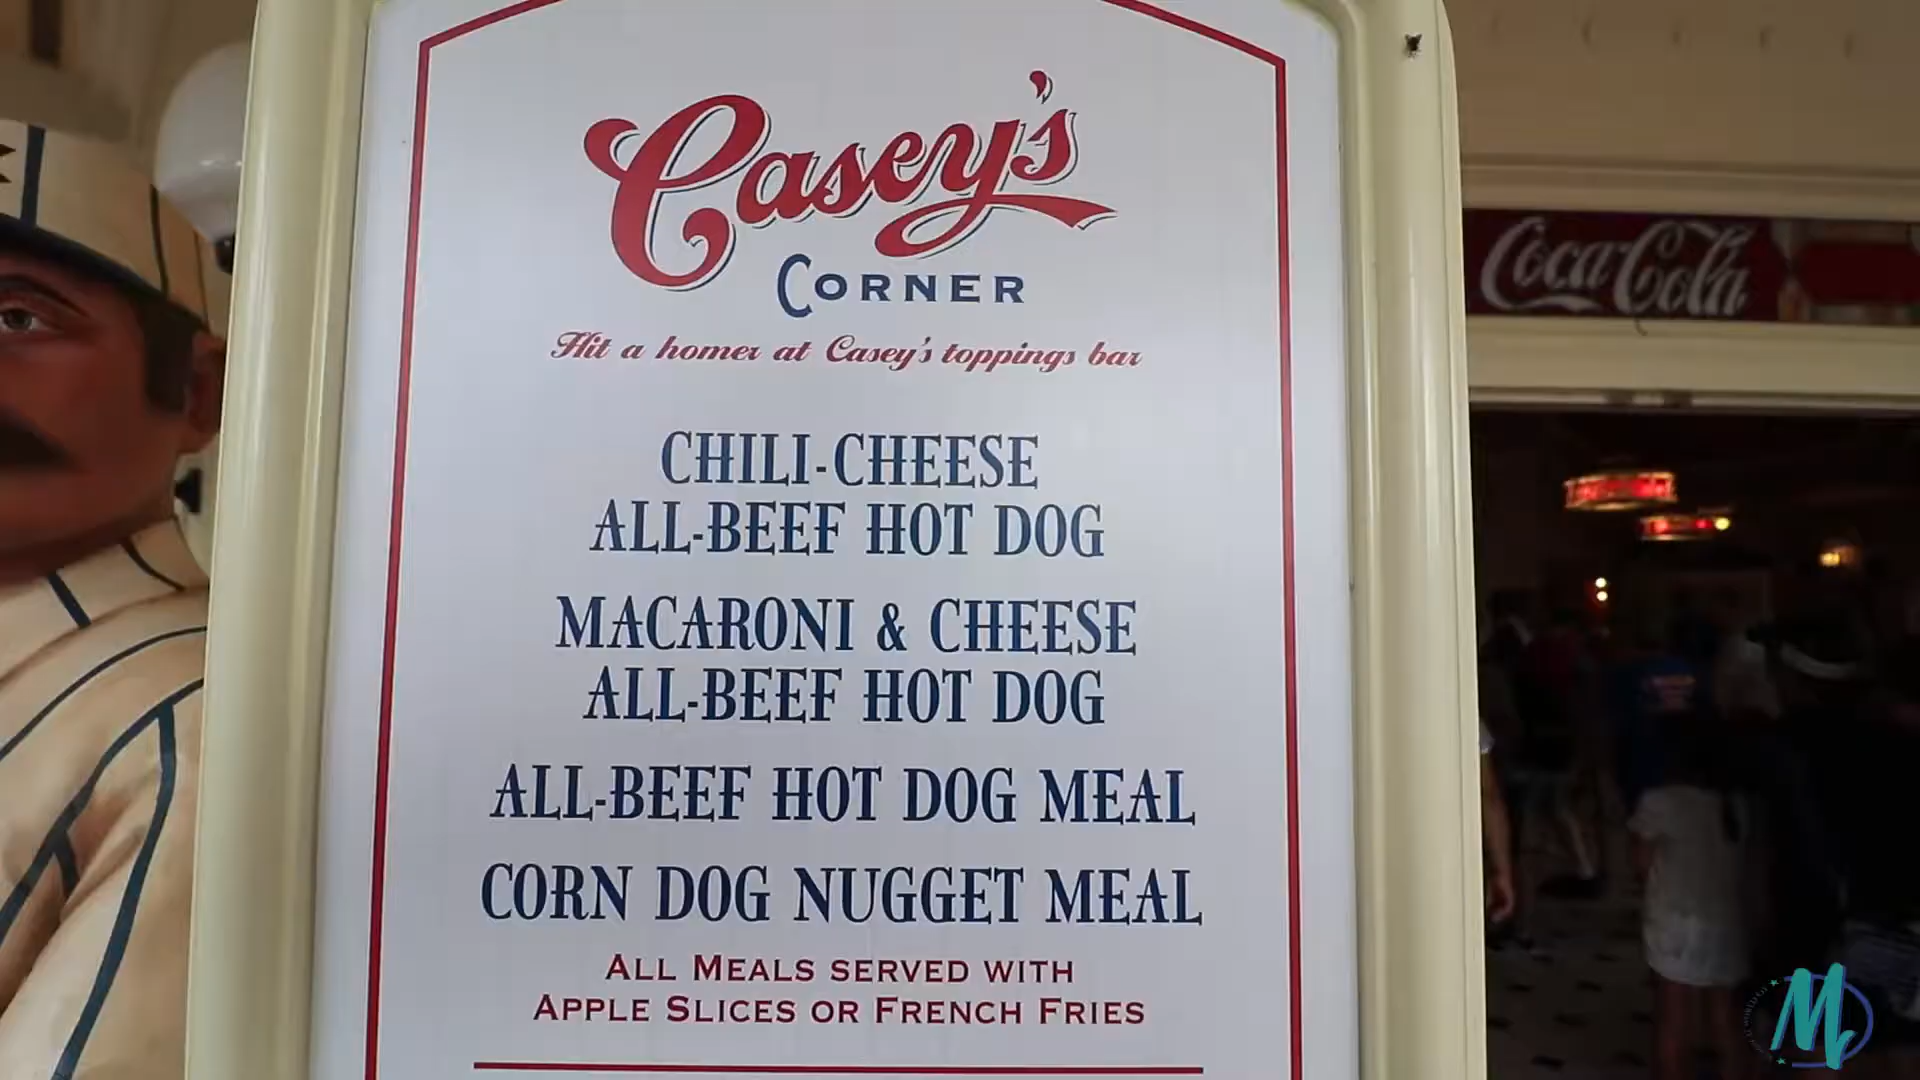 Casey's
CORNER
Hit a homer at Casey's toppings bar
CHILI-CHEESE
ALL-BEEF HOT DOG
MACARONI & CHEESE
ALL-BEEF HOT DOG
ALL-BEEF HOT DOG MEAL
CORN DOG NUGGET MEAL
ALL MEALS SERVED WITH
APPLE SLICES OR FRENCH FRIES
Coca-Cola
M